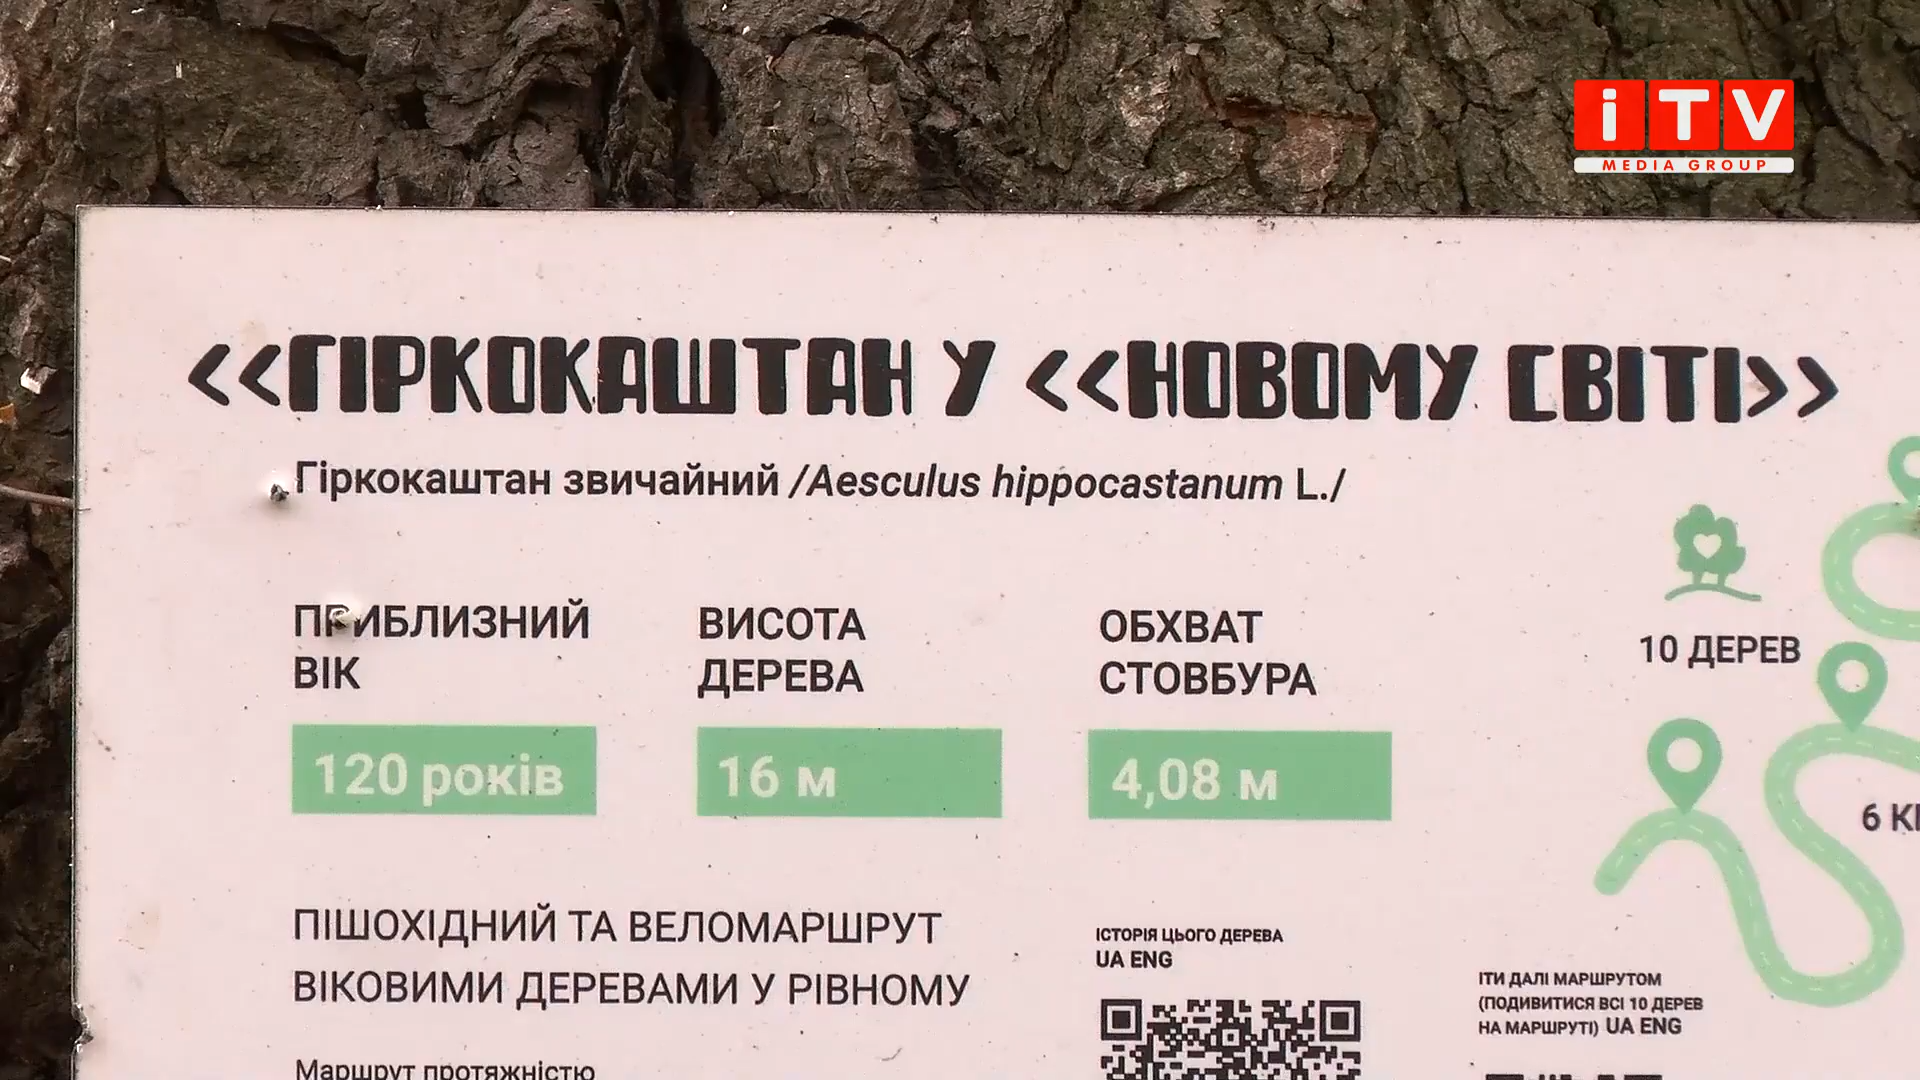 iTV
MEDIA GROUP
<<ГІРКОКАШТАН У <<НОВОМУ СВІТІ>>
Гіркокаштан звичайний /Aesculus hippocastanum L./
ПРИБЛИЗНИЙ
ВІК
120 років
ВИСОТА
ДЕРЕВА
16 м
ОБХВАТ
СТОВБУРА
4,08 м
10 ДЕРЕВ
6
ПІШОХІДНИЙ ТА ВЕЛОМАРШРУТ
ВІКОВИМИ ДЕРЕВАМИ У РІВНОМУ
Маршрут протяжністю
ІСТОРІЯ ЦЬОГО ДЕРЕВА
UA ENG
ІТИ ДАЛІ МАРШРУТОМ
(ПОДИВИТИСЯ ВСІ 10 ДЕРЕВ
НА МАРШРУТІ) UA ENG